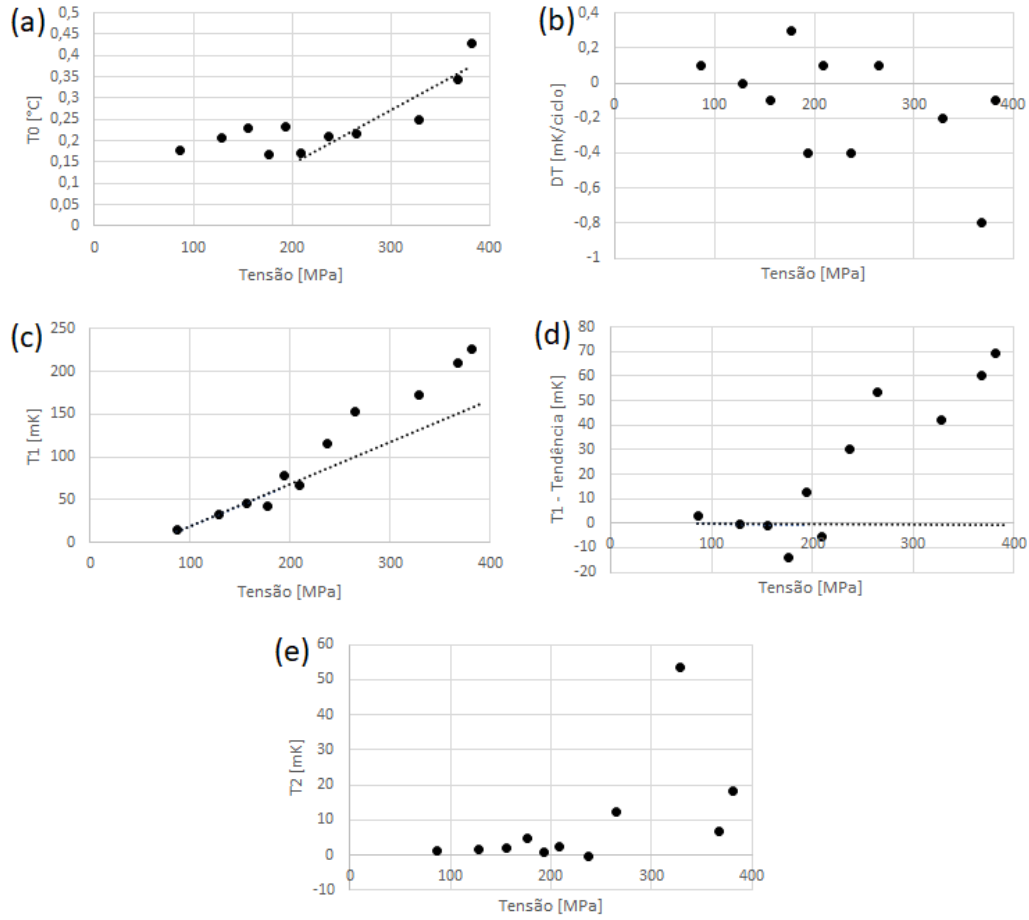 (a)
0,5
0,45
0,4
0,35
0,3
0,25
0,2
0,15
0,1
0,05
0
T0 [°C]
0 100 200 300 400
Tensão [MPa]
(b)
0,4
0,2
0
-0,2
-0,4
-0,6
-0,8
-1
DT [mK/ciclo]
0 100 200 300 400
Tensão [MPa]
(c)
250
200
150
100
50
0
T1 [mK]
0 100 200 300 400
Tensão [MPa]
(d)
80
70
60
50
40
30
20
10
0
-10
-20
T1 - Tendência [mK]
0 100 200 300 400
Tensão [MPa]
(e)
60
50
40
30
20
10
0
-10
T2 [mK]
0 100 200 300 400
Tensão [MPa]